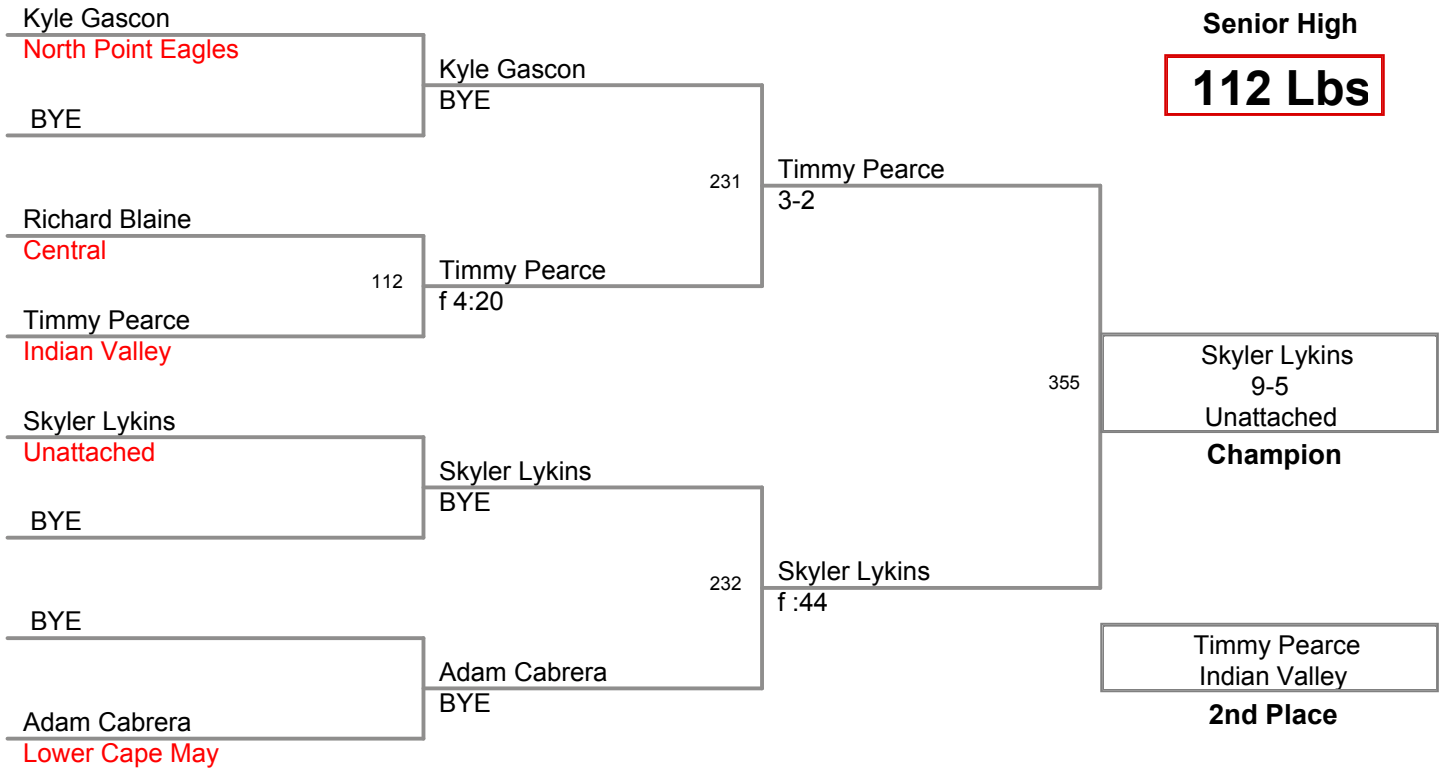 Kyle Gascon
North Point Eagles
BYE
Richard Blaine
Central
112
Timmy Pearce
Indian Valley
Skyler Lykins
Unattached
BYE
BYE
Adam Cabrera
Lower Cape May
Kyle Gascon
BYE
231
Timmy Pearce
f 4:20
Skyler Lykins
BYE
232
Adam Cabrera
BYE
Timmy Pearce
3-2
355
Skyler Lykins
f :44
Senior High
112 Lbs
Skyler Lykins
9-5
Unattached
Champion
Timmy Pearce
Indian Valley
2nd Place